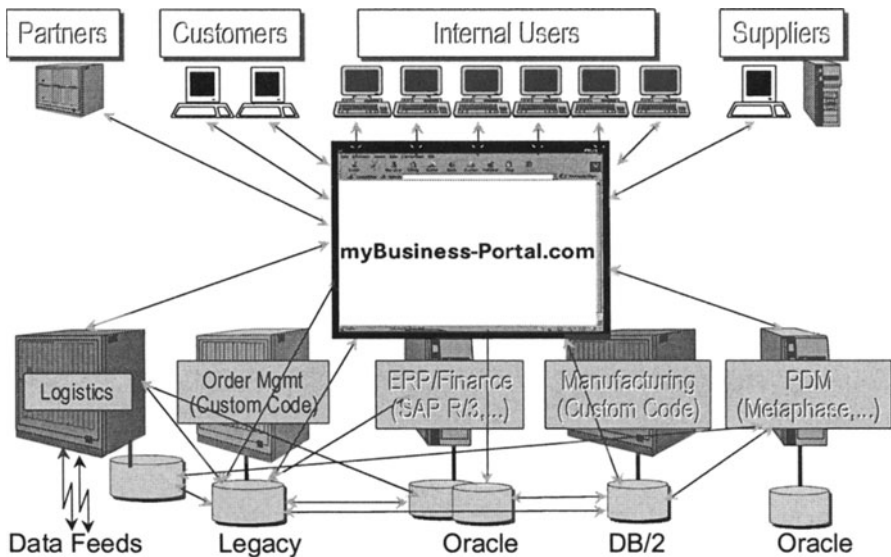 Partners
Customers
Internal Users
Suppliers
myBusiness-Portal.com
Logistics
Order Mgmt
(Custom Code)
ERP/Finance
(SAP R/3,...)
Manufacturing
(Custom Code)
PDM
(Metaphase,...)
Data Feeds
Legacy
Oracle
DB/2
Oracle